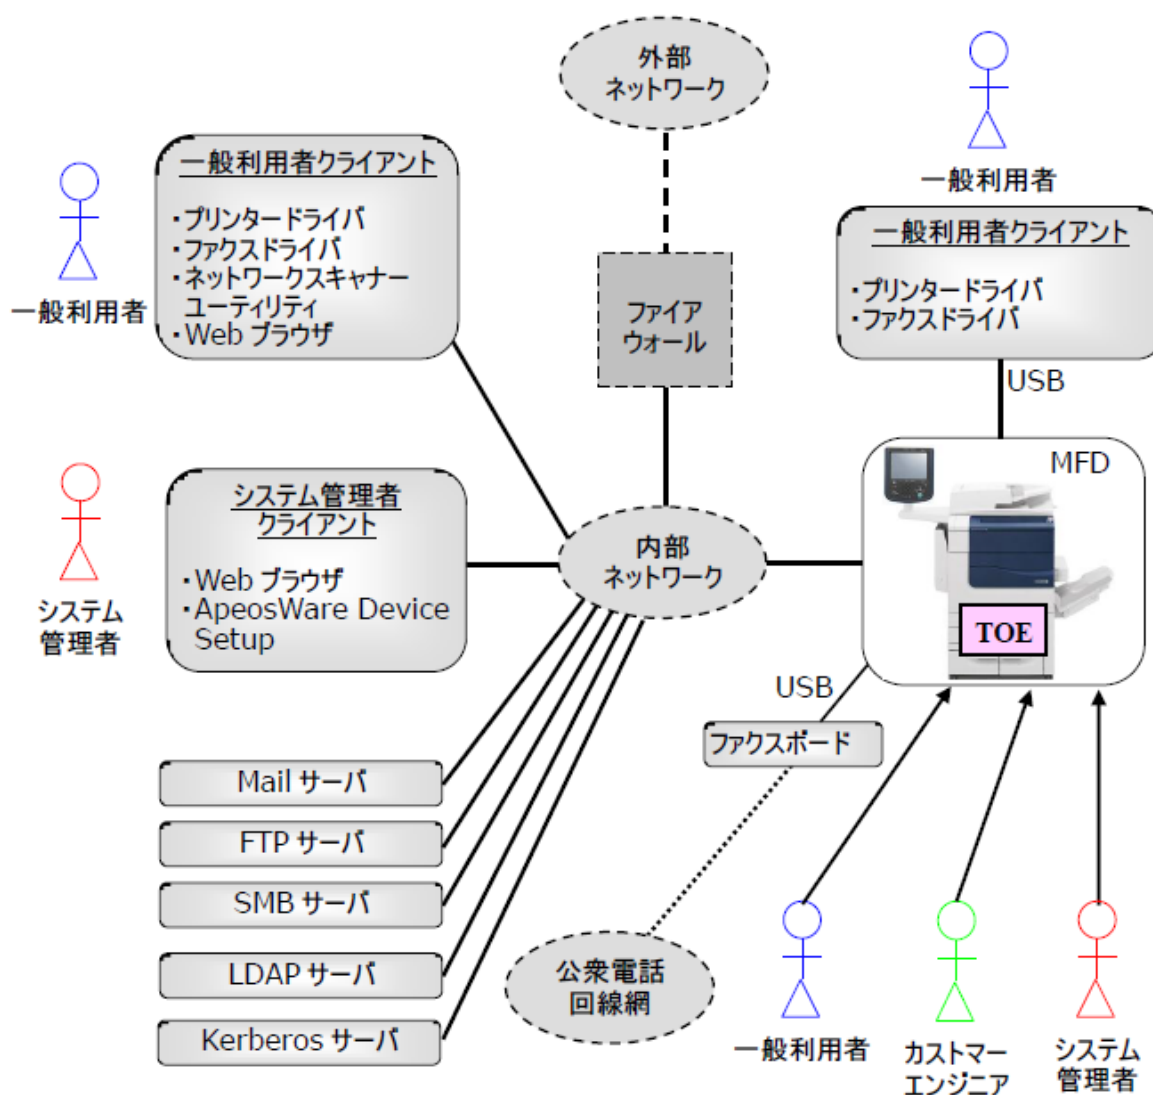 外部
ネットワーク
一般利用者
一般利用者クライアント
・プリンタードライバ
・ファクスドライバ
・ネットワークスキャナー
ユーティリティ
・Web ブラウザ
一般利用者
一般利用者クライアント
・プリンタードライバ
・ファクスドライバ
ファイア
ウォール
USB
MFD
システム管理者
クライアント
・Web ブラウザ
・ApeosWare Device
Setup
システム
管理者
内部
ネットワーク
TOE
USB
ファクスボード
Mail サーバ
FTP サーバ
SMB サーバ
LDAP サーバ
Kerberos サーバ
公衆電話
回線網
一般利用者
カストマー
エンジニア
システム
管理者